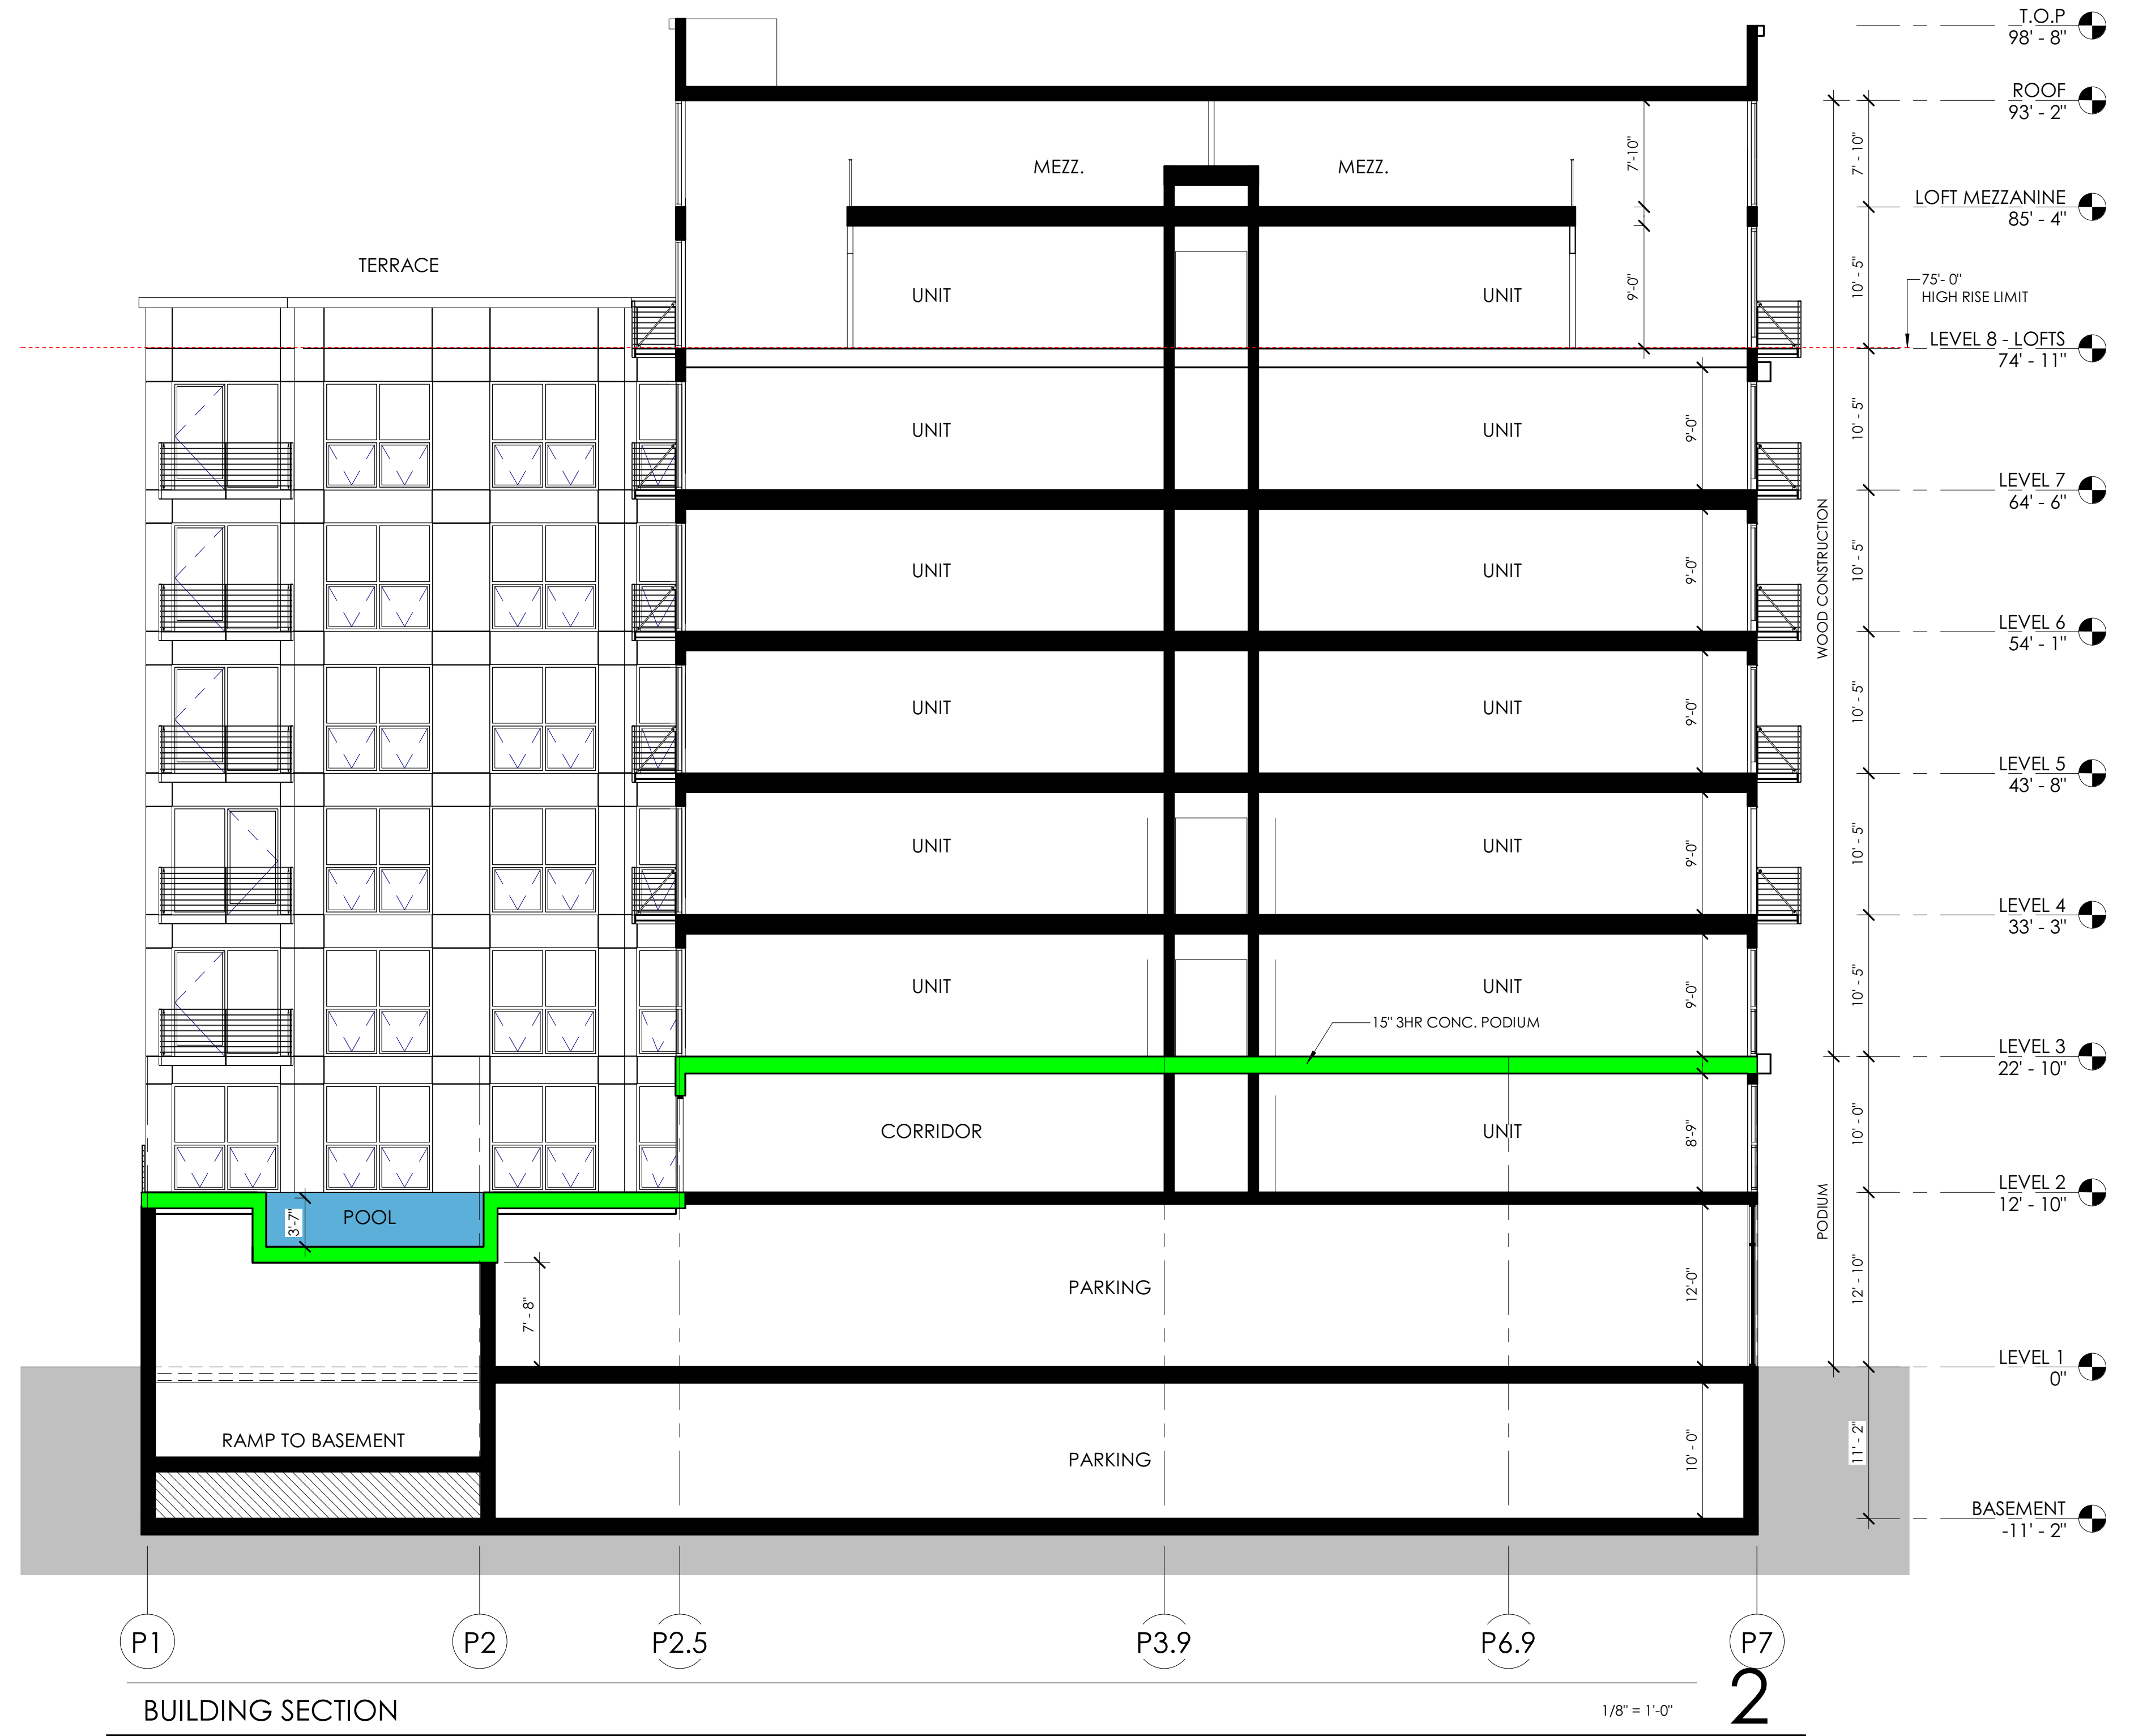 T.O.P
98' - 8"
ROOF
93' - 2"
7'-10"
7' - 10"
MEZZ.
MEZZ.
LOFT MEZZANINE
85' - 4"
TERRACE
UNIT
UNIT
9'-0"
10' - 5"
75'- 0"
HIGH RISE LIMIT
LEVEL 8 - LOFTS
74' - 11"
UNIT
UNIT
9'-0"
10' - 5"
LEVEL 7
64' - 6"
WOOD CONSTRUCTION
UNIT
UNIT
9'-0"
10' - 5"
LEVEL 6
54' - 1"
UNIT
UNIT
9'-0"
10' - 5"
LEVEL 5
43' - 8"
UNIT
UNIT
9'-0"
10' - 5"
LEVEL 4
33' - 3"
UNIT
UNIT
9'-0"
10' - 5"
15" 3HR CONC. PODIUM
LEVEL 3
22' - 10"
CORRIDOR
UNIT
8'-9"
10' - 0"
LEVEL 2
12' - 10"
PODIUM
3'-7"
POOL
PARKING
7' - 8"
12'-0"
12' - 10"
LEVEL 1
0"
RAMP TO BASEMENT
PARKING
10' - 0"
11' - 2"
BASEMENT
-11' - 2"
P1
P2
P2.5
P3.9
P6.9
P7
BUILDING SECTION
1/8" = 1'-0"
2